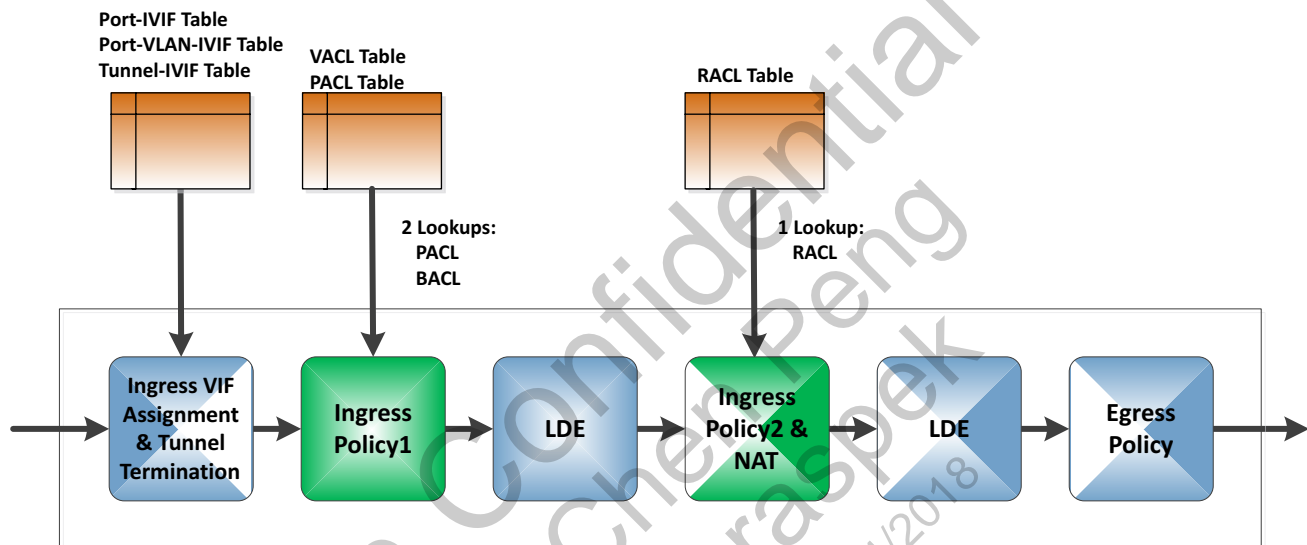 Port-IVIF Table
Port-VLAN-IVIF Table
Tunnel-IVIF Table
VACL Table
PACL Table
RACL Table
2 Lookups:
PACL
BACL
1 Lookup:
RACL
Ingress VIF
Assignment
& Tunnel
Termination
Ingress
Policy1
LDE
Ingress
Policy2 &
NAT
LDE
Egress
Policy
Confidential
Chen Peng
/2018